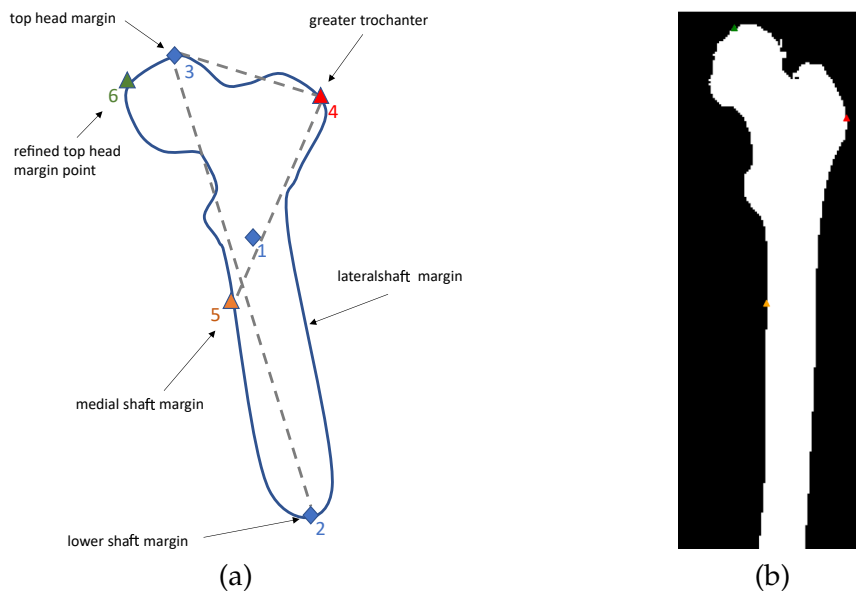 top head margin
greater trochanter
3
6
4
refined top head
margin point
1
lateralshaft margin
5
medial shaft margin
2
lower shaft margin
(a)
(b)